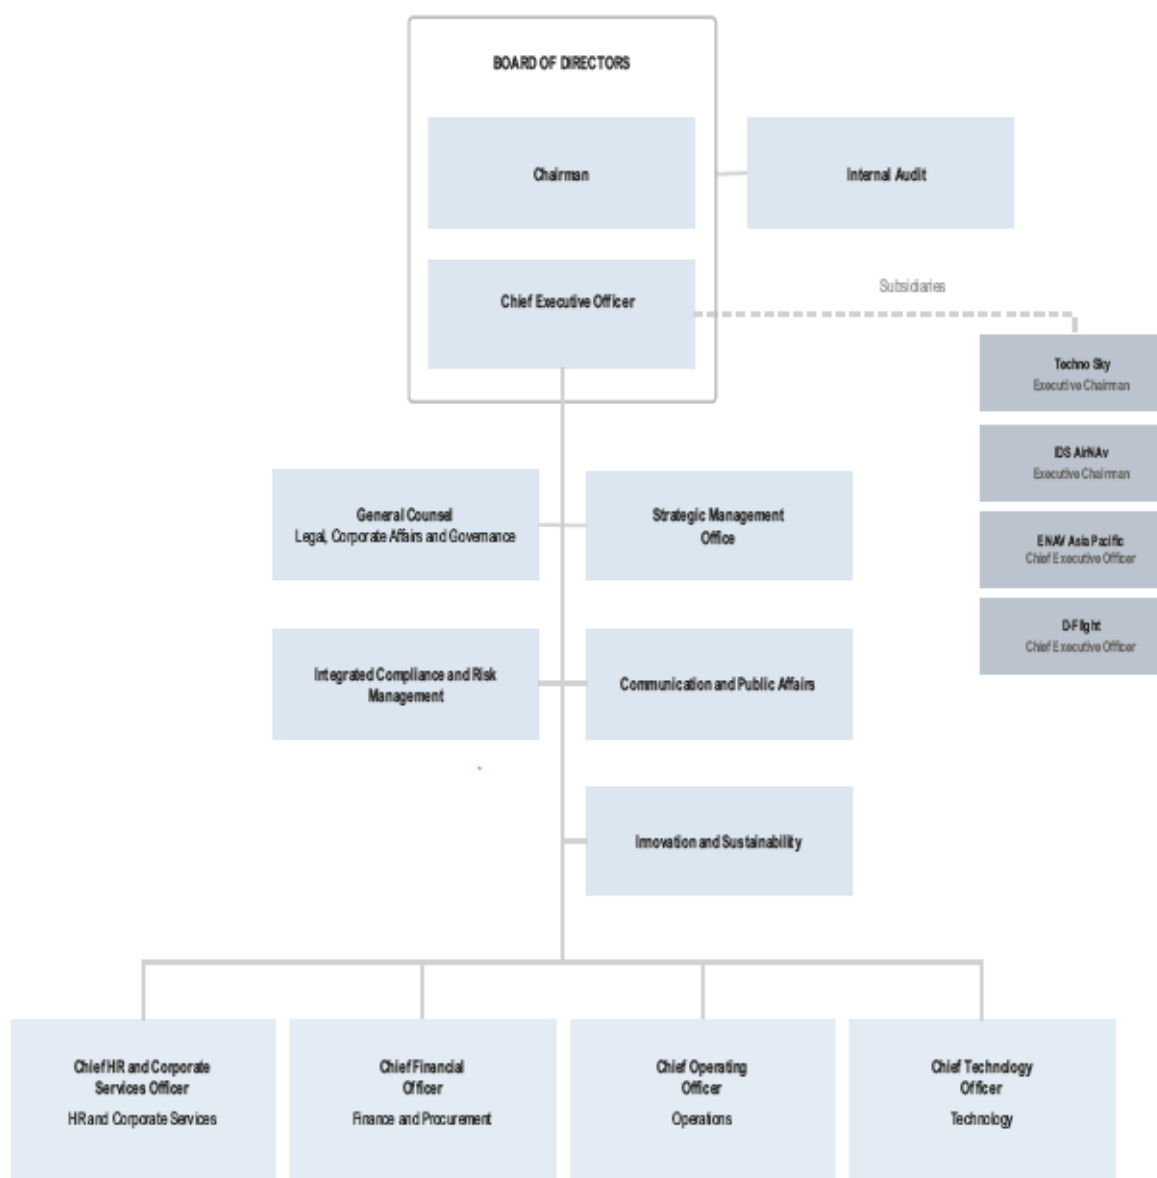 BOARD OF DIRECTORS
Chairman
Internal Audit
Chief Executive Officer
Subsidiaries
Techno Sky
Executive Chairman
IDS AirNAv
Executive Chairman
ENAV Asia Pacific
Chief Executive Officer
D-Flight
Chief Executive Officer
General Counsel
Legal, Corporate Affairs and Governance
Strategic Management
Office
Integrated Compliance and Risk
Management
Communication and Public Affairs
Innovation and Sustainability
Chief HR and Corporate
Services Officer
HR and Corporate Services
Chief Financial
Officer
Finance and Procurement
Chief Operating
Officer
Operations
Chief Technology
Officer
Technology